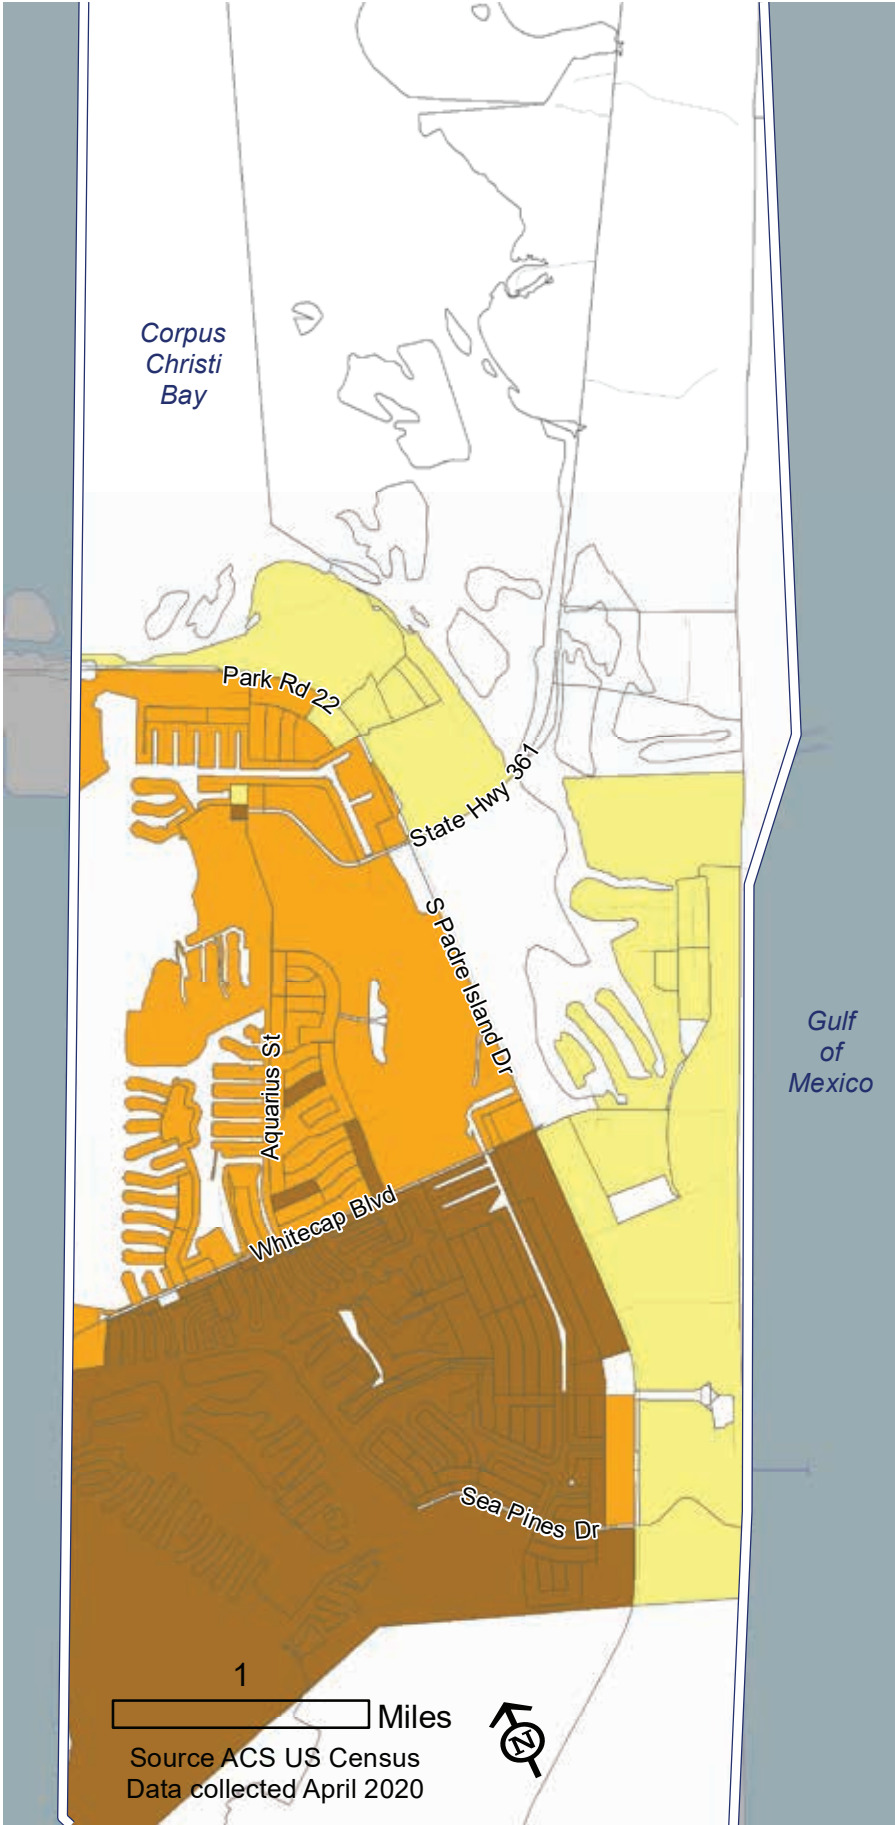 Corpus
Christi
Bay
Park Rd 22
State Hwy 361
S Padre Island Dr
Gulf
of
Mexico
Aquarius St
Whitecap Blvd
Sea Pines Dr
1
Miles
N
Source ACS US Census
Data collected April 2020